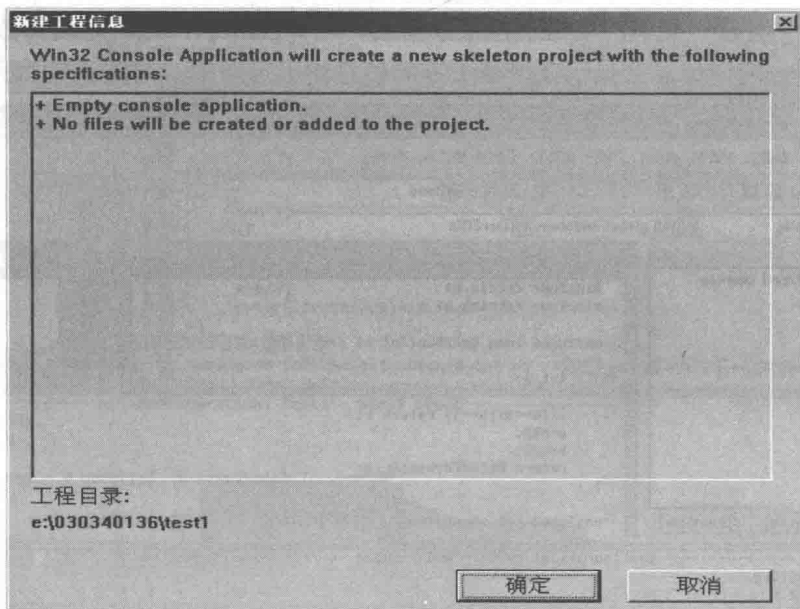 新建工程信息
Win32 Console Application will create a new skeleton project with the following
specifications:
+ Empty console application.
+ No files will be created or added to the project.
工程目录:
e:\030340136\test1
确定
取消